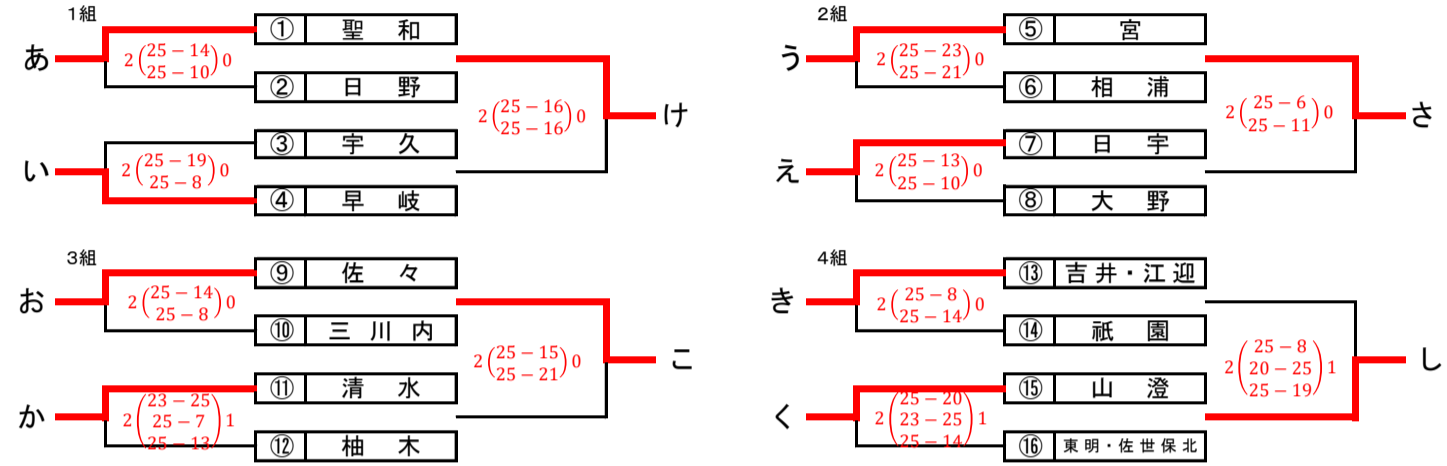 1組
① 聖 和
あ
2(25-14 25-10)0
② 日 野
2(25-16 25-16)0
け
③ 宇 久
い
2(25-19 25-8)0
④ 早 岐
2組
⑤ 宮
う
2(25-23 25-21)0
⑥ 相 浦
2(25-6 25-11)0
さ
⑦ 日 宇
え
2(25-13 25-10)0
⑧ 大 野
3組
⑨ 佐 々
お
2(25-14 25-8)0
⑩ 三 川 内
2(25-15 25-21)0
こ
⑪ 清 水
か
2(23-25 25-7 25-13)1
⑫ 柚 木
4組
⑬ 吉井・江迎
き
2(25-8 25-14)0
⑭ 祇 園
2(25-8 20-25 25-19)1
し
⑮ 山 澄
く
2(25-20 23-25 25-14)1
⑯ 東明・佐世保北